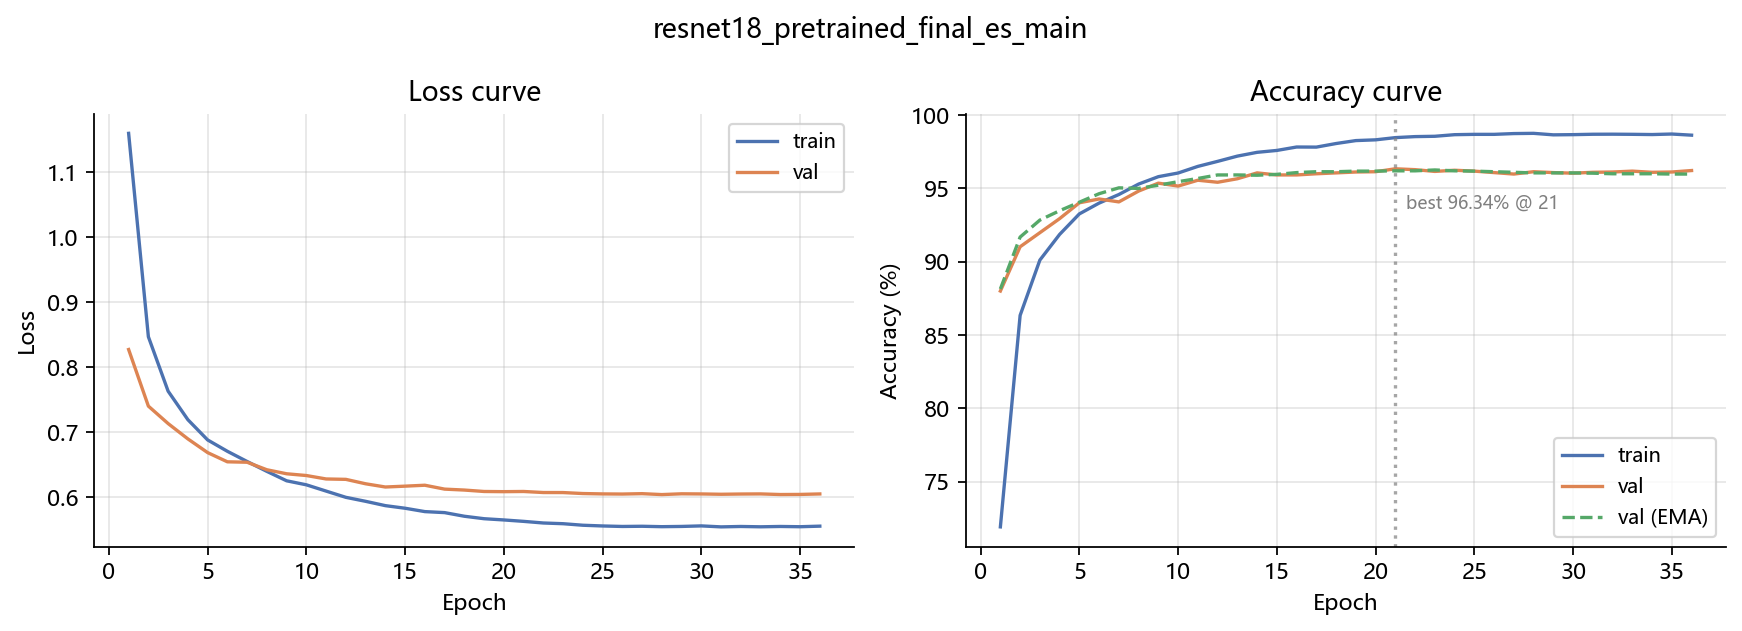 resnet18_pretrained_final_es_main
Loss curve
Loss
1.1
1.0
0.9
0.8
0.7
0.6
0 5 10 15 20 25 30 35
Epoch
train
val
Accuracy curve
Accuracy (%)
100
95
90
85
80
75
0 5 10 15 20 25 30 35
Epoch
best 96.34% @ 21
train
val
val (EMA)